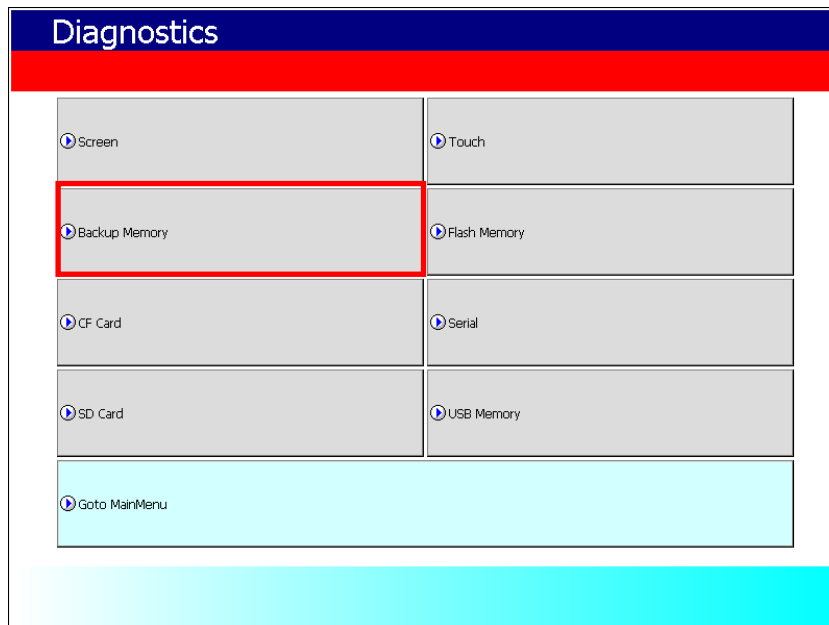 Diagnostics
Screen
Touch
Backup Memory
Flash Memory
CF Card
Serial
SD Card
USB Memory
Goto MainMenu